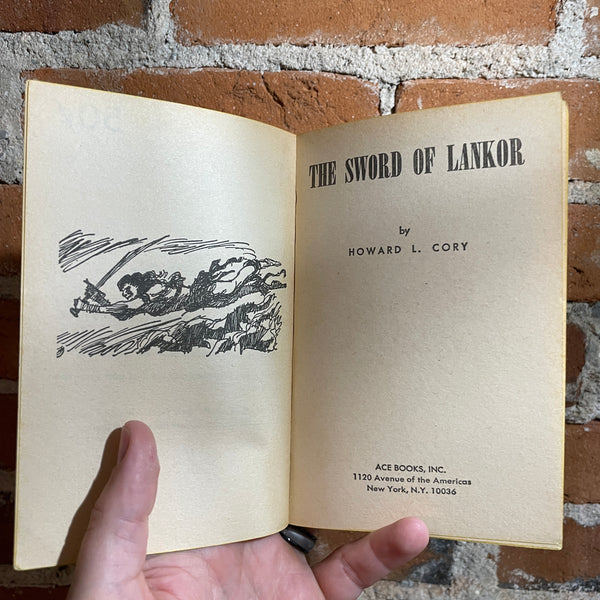 THE SWORD OF LANKOR
by
HOWARD L. CORY
ACE BOOKS, INC.
1120 Avenue of the Americas
New York, N.Y. 10036